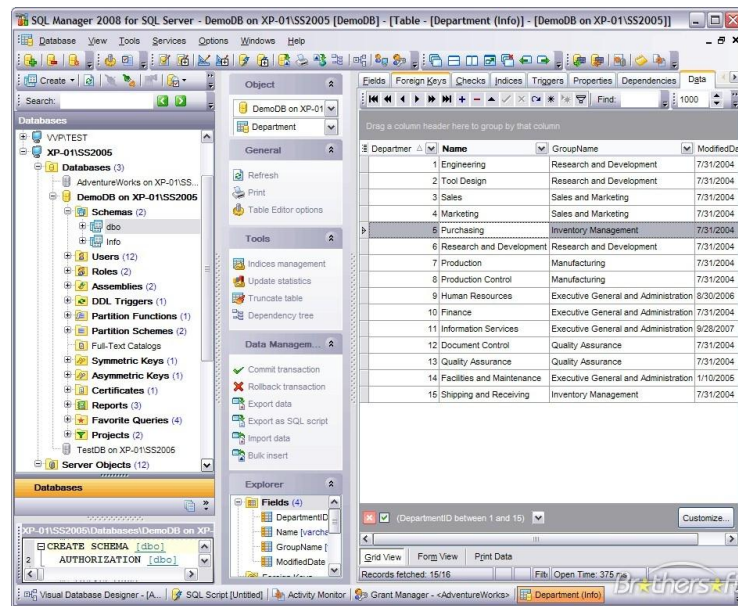 SQL Manager 2008 for SQL Server - DemoDB on XP-01\SS2005 [DemoDB] - [Table - [Department (Info)] - [DemoDB on XP-01\SS2005]]
Database View Tools Services Options Windows Help
Create
Search:
Databases
VVP\TEST
XP-01\SS2005
Databases (3)
AdventureWorks on XP-01\SS...
DemoDB on XP-01\SS2005
Schemas (2)
dbo
Info
Users (12)
Roles (2)
Assemblies (2)
DDL Triggers (1)
Partition Functions (1)
Partition Schemes (2)
Full-Text Catalogs
Symmetric Keys (1)
Asymmetric Keys (1)
Certificates (1)
Reports (3)
Favorite Queries (4)
Projects (2)
TestDB on XP-01\SS2005
Server Objects (12)
Databases
XP-01\SS2005\Databases\DemoDB on XP-
CREATE SCHEMA [dbo]
2 AUTHORIZATION [dbo]
Object
DemoDB on XP-01
Department
General
Refresh
Print
Table Editor options
Tools
Indices management
Update statistics
Truncate table
Dependency tree
Data Managem...
Commit transaction
Rollback transaction
Export data
Export as SQL script
Import data
Bulk insert
Explorer
Fields (4)
DepartmentID
Name [varcha
GroupName [
ModifiedDate
Fields Foreign Keys Checks Indices Triggers Properties Dependencies Data
Find: 1000
Drag a column header here to group by that column
Departmer Name GroupName ModifiedDa
1 Engineering Research and Development 7/31/2004
2 Tool Design Research and Development 7/31/2004
3 Sales Sales and Marketing 7/31/2004
4 Marketing Sales and Marketing 7/31/2004
5 Purchasing Inventory Management 7/31/2004
6 Research and Development Research and Development 7/31/2004
7 Production Manufacturing 7/31/2004
8 Production Control Manufacturing 7/31/2004
9 Human Resources Executive General and Administration 8/30/2006
10 Finance Executive General and Administration 7/31/2004
11 Information Services Executive General and Administration 9/28/2007
12 Document Control Quality Assurance 7/31/2004
13 Quality Assurance Quality Assurance 7/31/2004
14 Facilities and Maintenance Executive General and Administration 1/10/2005
15 Shipping and Receiving Inventory Management 7/31/2004
(DepartmentID between 1 and 15) Customize...
Grid View Form View Print Data
Records fetched: 15/16 Open Time: 375 ms
Brothersoft
Visual Database Designer - [A... SQL Script [Untitled] Activity Monitor Grant Manager - <AdventureWorks> Department (Info)